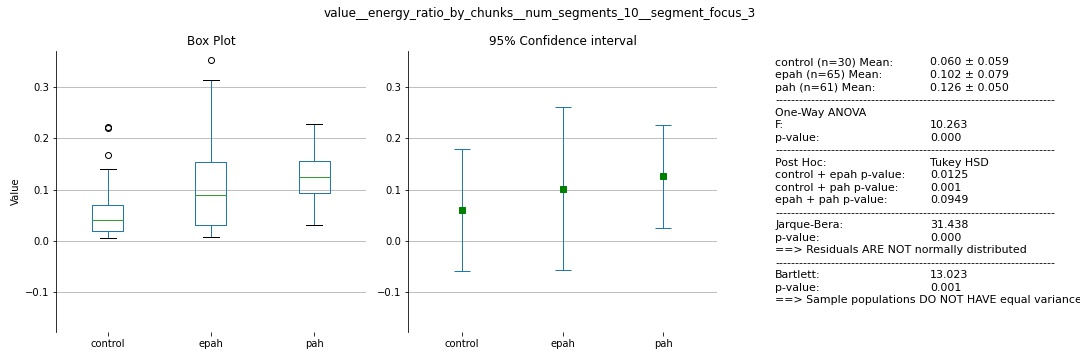 value__energy_ratio_by_chunks__num_segments_10__segment_focus_3
Box Plot
Value
0.3
0.2
0.1
0.0
−0.1
control
epah
pah
95% Confidence interval
0.3
0.2
0.1
0.0
−0.1
control
epah
pah
control (n=30) Mean: 0.060 ± 0.059
epah (n=65) Mean: 0.102 ± 0.079
pah (n=61) Mean: 0.126 ± 0.050
One-Way ANOVA
F: 10.263
p-value: 0.000
Post Hoc: Tukey HSD
control + epah p-value: 0.0125
control + pah p-value: 0.001
epah + pah p-value: 0.0949
Jarque-Bera: 31.438
p-value: 0.000
==> Residuals ARE NOT normally distributed
Bartlett: 13.023
p-value: 0.001
==> Sample populations DO NOT HAVE equal variance